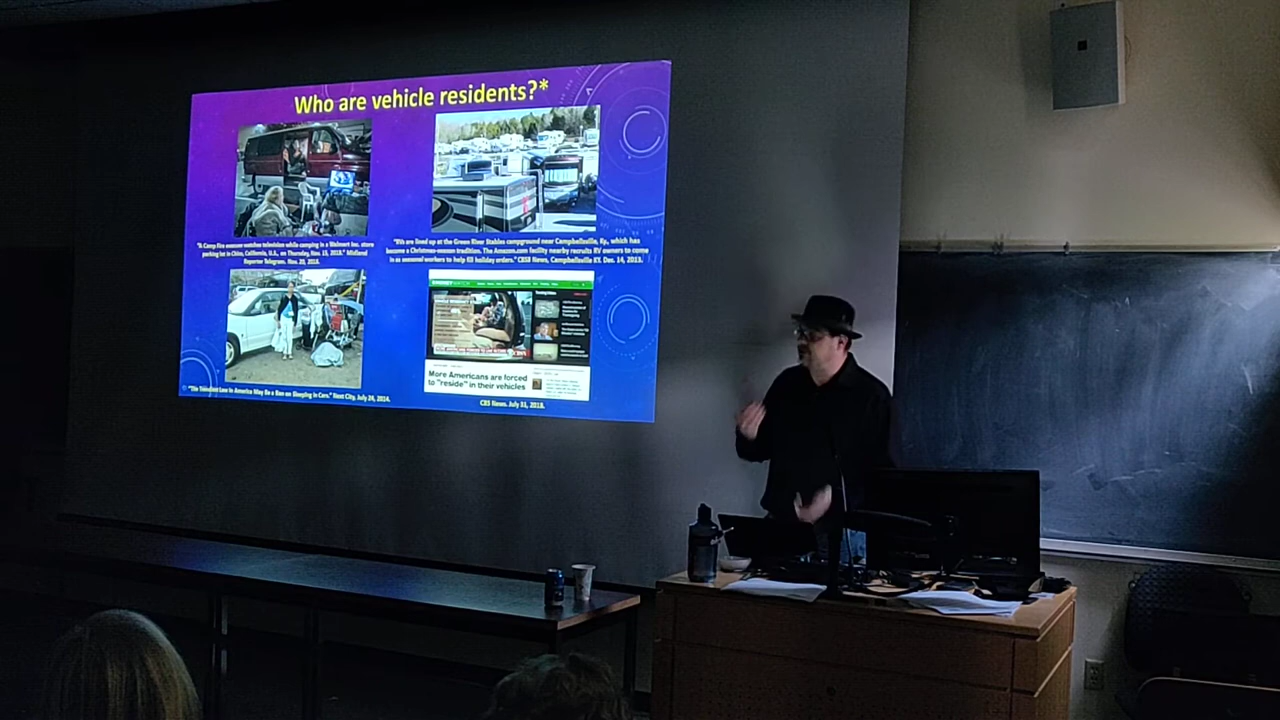 Who are vehicle residents?*
"A Camp Fire evacuee watches television while camping in a Walmart Inc. store
parking lot in Chico, California, U.S., on Thursday, Nov. 15, 2018." Midland
Reporter Telegram. Nov. 20, 2018.
"RVs are lined up at the Green River Stables campground near Campbellsville, Ky., which has
become a Christmas-season tradition. The Amazon.com facility nearby recruits RV owners to come
in as seasonal workers to help fill holiday orders." CBS News, Campbellsville KY. Dec. 14, 2013.
More Americans are forced
to "reside" in their vehicles
"The Trendiest Law in America May Be a Ban on Sleeping in Cars." Next City, July 24, 2014.
CBS News. July 31, 2018.